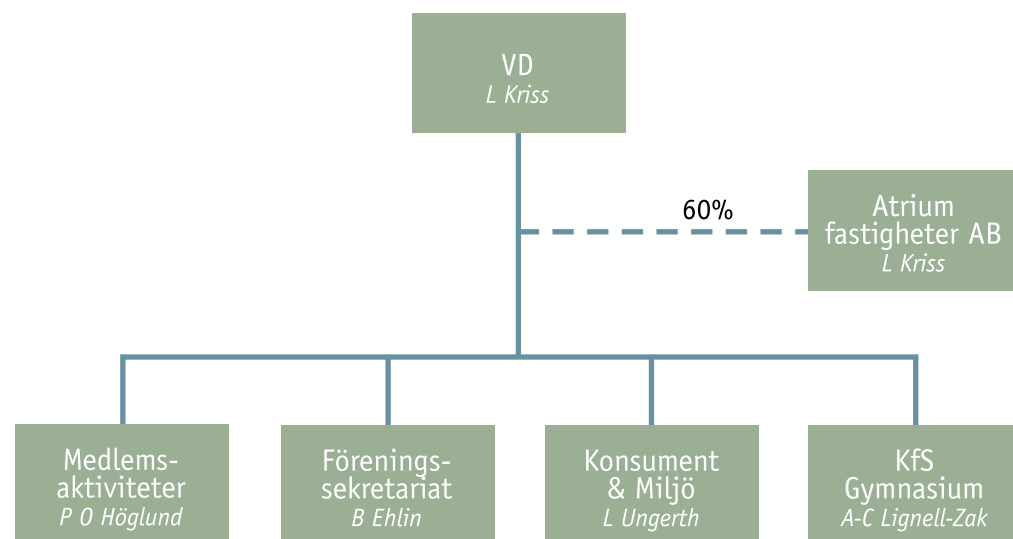 VD
L Kriss
60%
Atrium
fastigheter AB
L Kriss
Medlems-
aktiviteter
P O Höglund
Förenings-
sekretariat
B Ehlin
Konsument
& Miljö
L Ungerth
KfS
Gymnasium
A-C Lignell-Zak